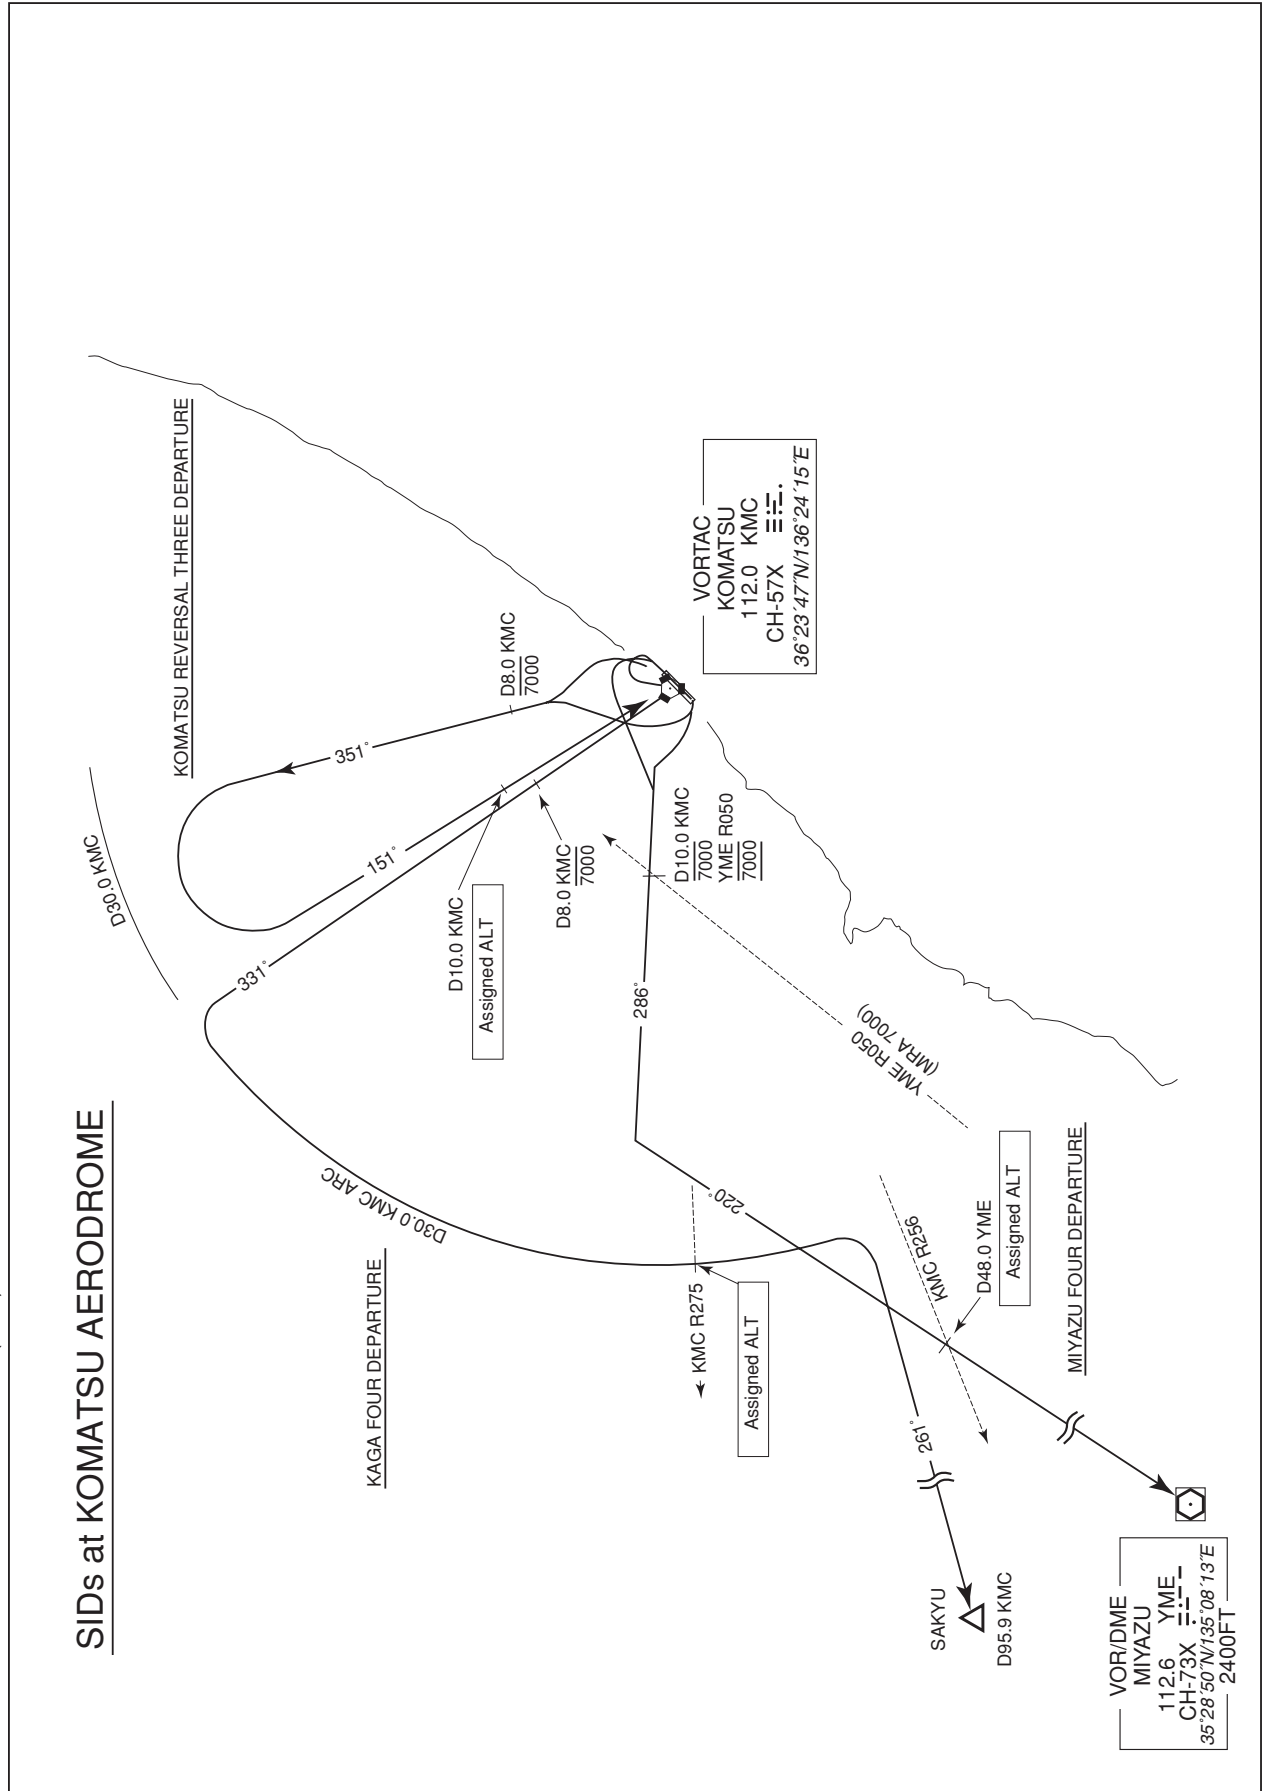 SIDs at KOMATSU AERODROME
KOMATSU REVERSAL THREE DEPARTURE
D30.0 KMC
351°
D8.0 KMC
7000
151°
331°
D10.0 KMC
Assigned ALT
D8.0 KMC
7000
VORTAC
KOMATSU
112.0 KMC
CH-57X
36°23′47″N/136°24′15″E
D10.0 KMC
7000
YME R050
7000
286°
YME R050
(MRA 7000)
D30.0 KMC ARC
KAGA FOUR DEPARTURE
220°
KMC R275
Assigned ALT
KMC R256
D48.0 YME
Assigned ALT
MIYAZU FOUR DEPARTURE
261°
SAKYU
D95.9 KMC
VOR/DME
MIYAZU
112.6 YME
CH-73X
35°28′50″N/135°08′13″E
2400FT